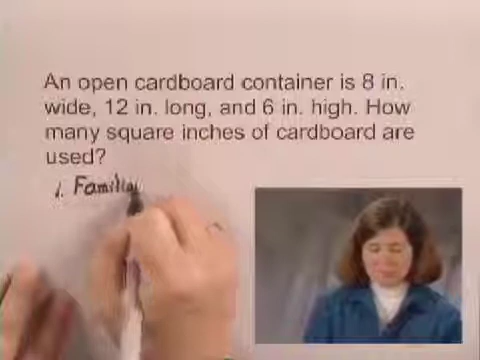 An open cardboard container is 8 in.
wide, 12 in. long, and 6 in. high. How
many square inches of cardboard are
used?
1. Familia